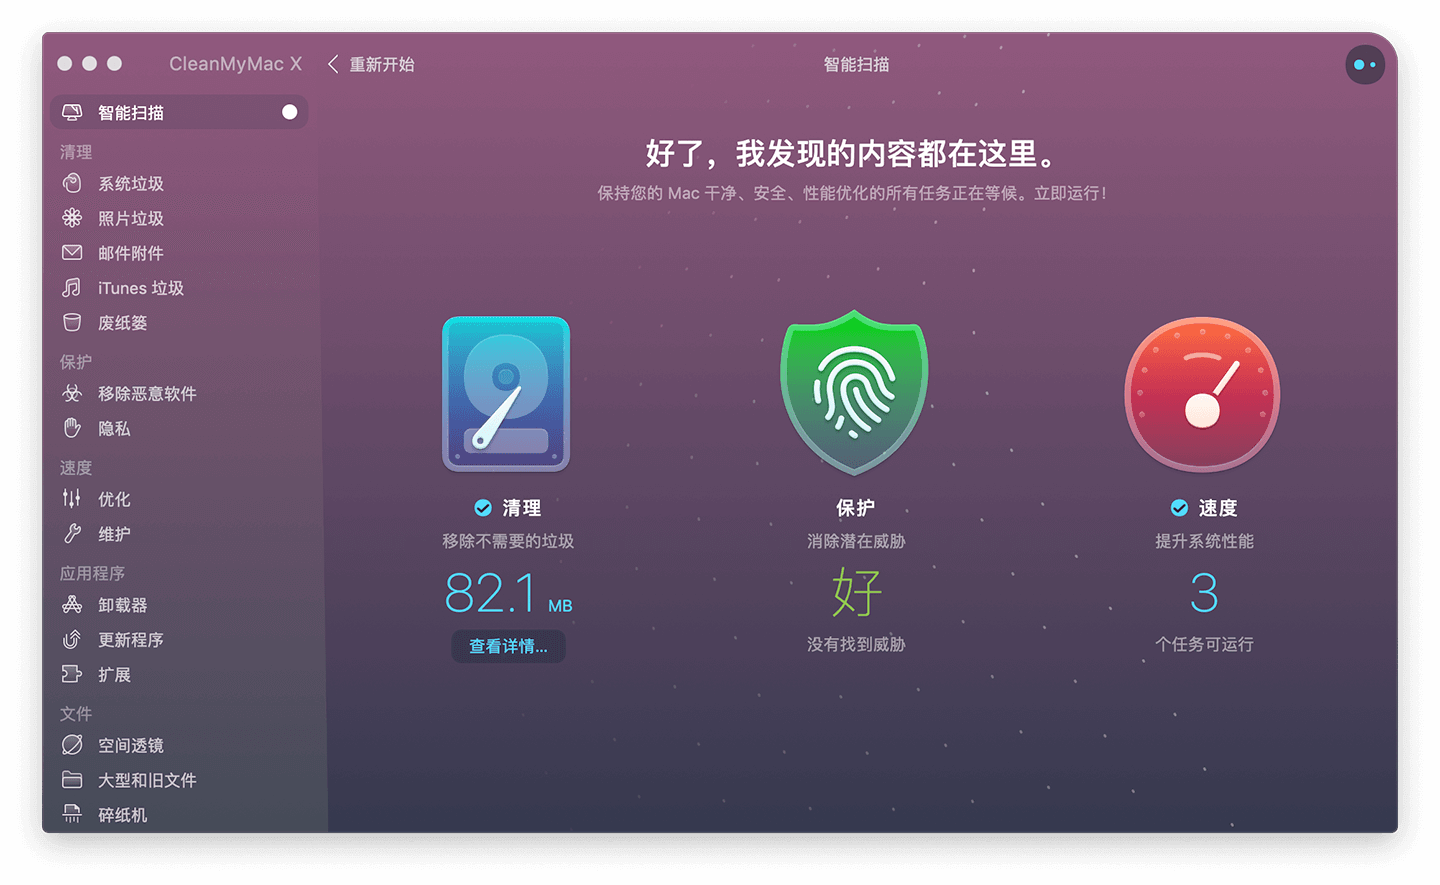 CleanMyMac X
重新开始
智能扫描
智能扫描
清理
系统垃圾
照片垃圾
邮件附件
iTunes 垃圾
废纸篓
保护
移除恶意软件
隐私
速度
优化
维护
应用程序
卸载器
更新程序
扩展
文件
空间透镜
大型和旧文件
碎纸机
好了，我发现的内容都在这里。
保持您的 Mac 干净、安全、性能优化的所有任务正在等候。立即运行！
清理
移除不需要的垃圾
82.1 MB
查看详情...
保护
消除潜在威胁
好
没有找到威胁
速度
提升系统性能
3
个任务可运行